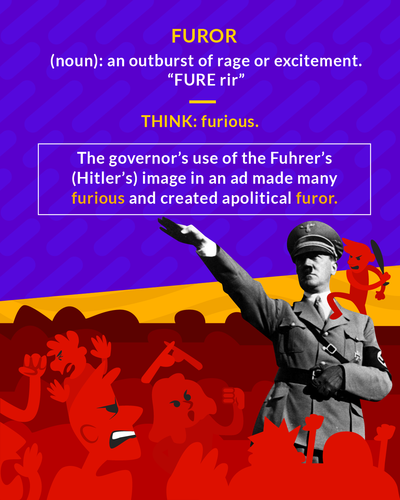 FUROR
(noun): an outburst of rage or excitement.
“FURE rir”
THINK: furious.
The governor’s use of the Fuhrer’s
(Hitler’s) image in an ad made many
furious and created apolitical furor.